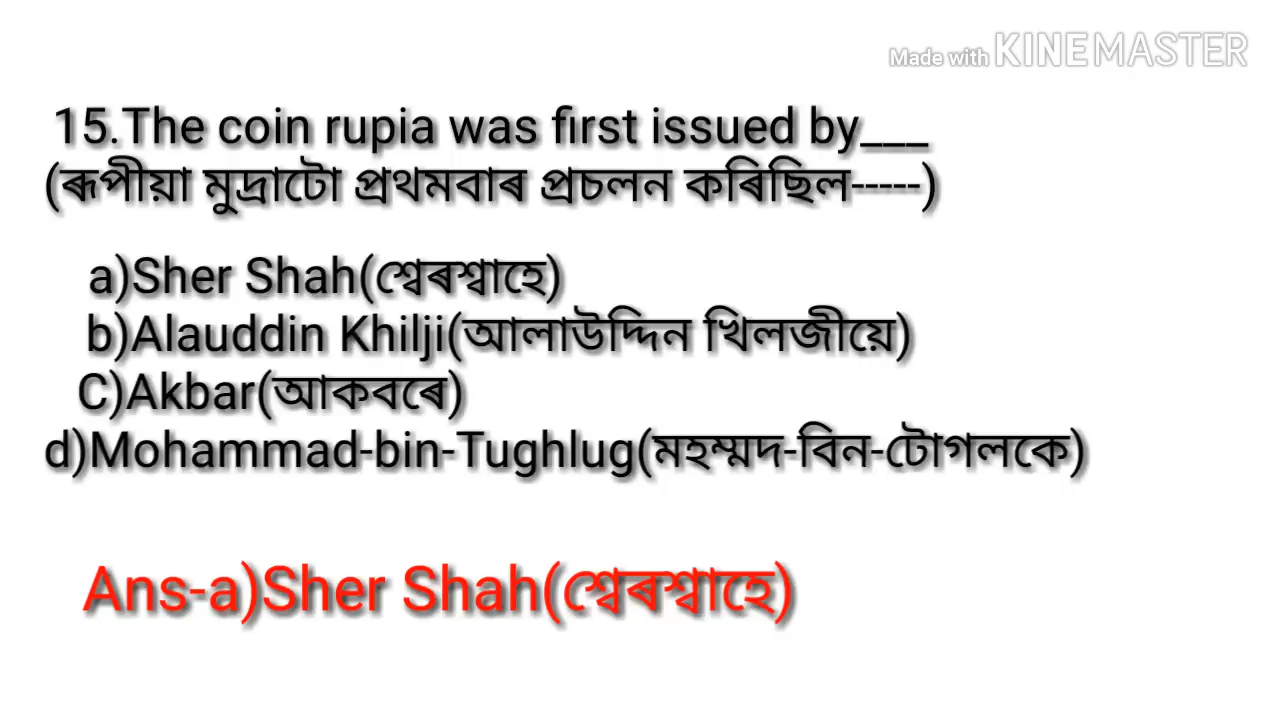 Made with KINEMASTER
15.The coin rupia was first issued by___
(ৰূপীয়া মুদ্ৰাটো প্ৰথমবাৰ প্ৰচলন কৰিছিল-----)
a)Sher Shah(শ্বেৰশ্বাহে)
b)Alauddin Khilji(আলাউদ্দিন খিলজীয়ে)
C)Akbar(আকবৰে)
d)Mohammad-bin-Tughlug(মহম্মদ-বিন-টোগলকে)
Ans-a)Sher Shah(শ্বেৰশ্বাহে)